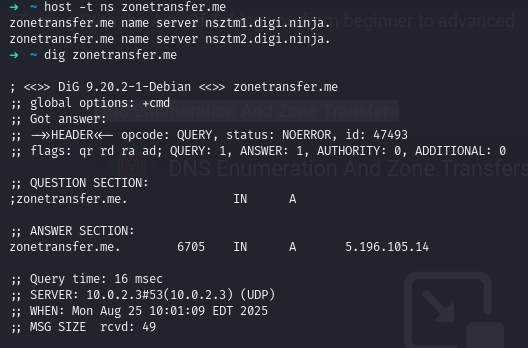 → ~ host -t ns zonetransfer.me
zonetransfer.me name server nsztm1.digi.ninja.
zonetransfer.me name server nsztm2.digi.ninja.
→ ~ dig zonetransfer.me
; <<>> DiG 9.20.2-1-Debian <<>> zonetransfer.me
;; global options: +cmd
;; Got answer:
;; ->>HEADER<<- opcode: QUERY, status: NOERROR, id: 47493
;; flags: qr rd ra ad; QUERY: 1, ANSWER: 1, AUTHORITY: 0, ADDITIONAL: 0
DNS Enumeration And Zone Transfers
;; QUESTION SECTION:
;zonetransfer.me. IN A
;; ANSWER SECTION:
zonetransfer.me. 6705 IN A 5.196.105.14
;; Query time: 16 msec
;; SERVER: 10.0.2.3#53(10.0.2.3) (UDP)
;; WHEN: Mon Aug 25 10:01:09 EDT 2025
;; MSG SIZE rcvd: 49